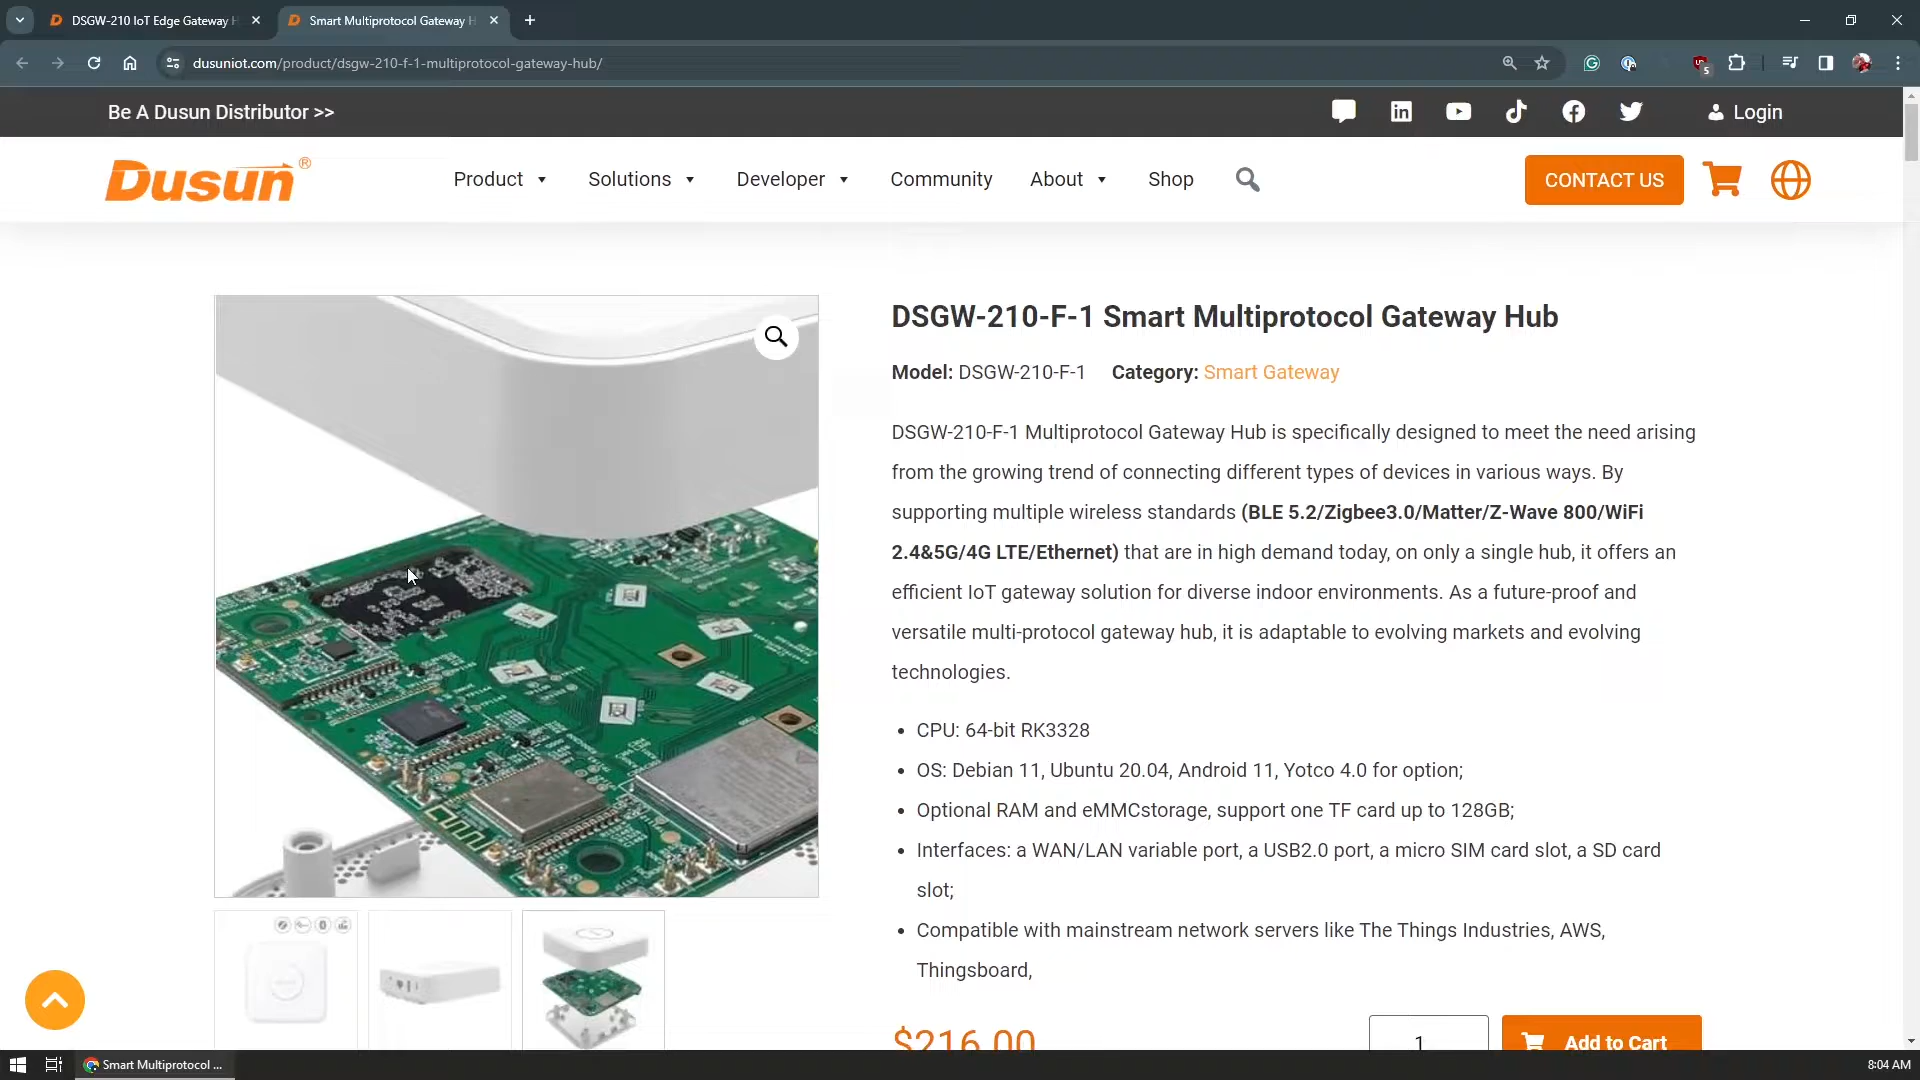 DSGW-210 IoT Edge Gateway H
Smart Multiprotocol Gateway H
dusuniot.com/product/dsgw-210-f-1-multiprotocol-gateway-hub/
5
Be A Dusun Distributor >>
Login
Dusun®
Product
Solutions
Developer
Community
About
Shop
CONTACT US
DSGW-210-F-1 Smart Multiprotocol Gateway Hub
Model: DSGW-210-F-1 Category: Smart Gateway
DSGW-210-F-1 Multiprotocol Gateway Hub is specifically designed to meet the need arising
from the growing trend of connecting different types of devices in various ways. By
supporting multiple wireless standards (BLE 5.2/Zigbee3.0/Matter/Z-Wave 800/WiFi
2.4&5G/4G LTE/Ethernet) that are in high demand today, on only a single hub, it offers an
efficient IoT gateway solution for diverse indoor environments. As a future-proof and
versatile multi-protocol gateway hub, it is adaptable to evolving markets and evolving
technologies.
• CPU: 64-bit RK3328
• OS: Debian 11, Ubuntu 20.04, Android 11, Yotco 4.0 for option;
• Optional RAM and eMMCstorage, support one TF card up to 128GB;
• Interfaces: a WAN/LAN variable port, a USB2.0 port, a micro SIM card slot, a SD card
slot;
• Compatible with mainstream network servers like The Things Industries, AWS,
Thingsboard,
$216.00
1
Add to Cart
Smart Multiprotocol ...
8:04 AM